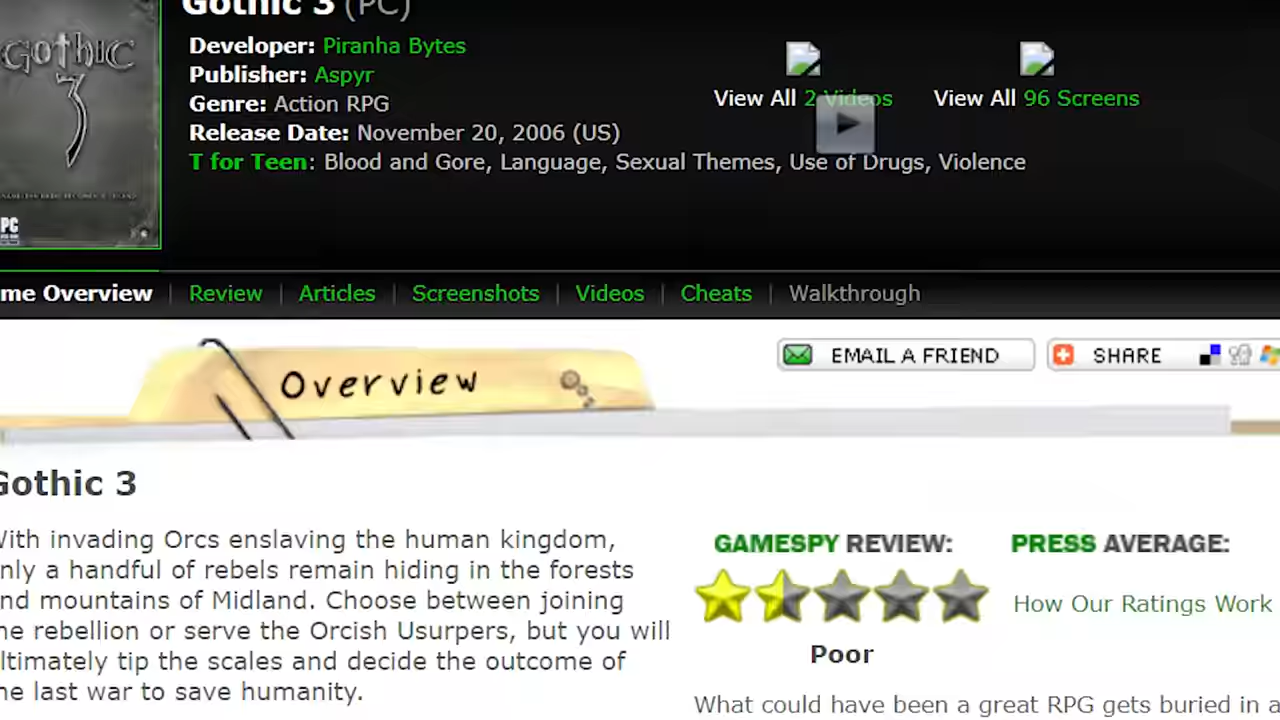 Gothic 3 (PC)
GOTHIC
3
PC
Developer: Piranha Bytes
Publisher: Aspyr
Genre: Action RPG
Release Date: November 20, 2006 (US)
T for Teen: Blood and Gore, Language, Sexual Themes, Use of Drugs, Violence
View All 2 Videos
View All 96 Screens
me Overview | Review | Articles | Screenshots | Videos | Cheats | Walkthrough
Overview
EMAIL A FRIEND
SHARE
Gothic 3
With invading Orcs enslaving the human kingdom,
nly a handful of rebels remain hiding in the forests
nd mountains of Midland. Choose between joining
he rebellion or serve the Orcish Usurpers, but you will
ltimately tip the scales and decide the outcome of
he last war to save humanity.
GAMESPY REVIEW:
Poor
PRESS AVERAGE:
How Our Ratings Work
What could have been a great RPG gets buried in a